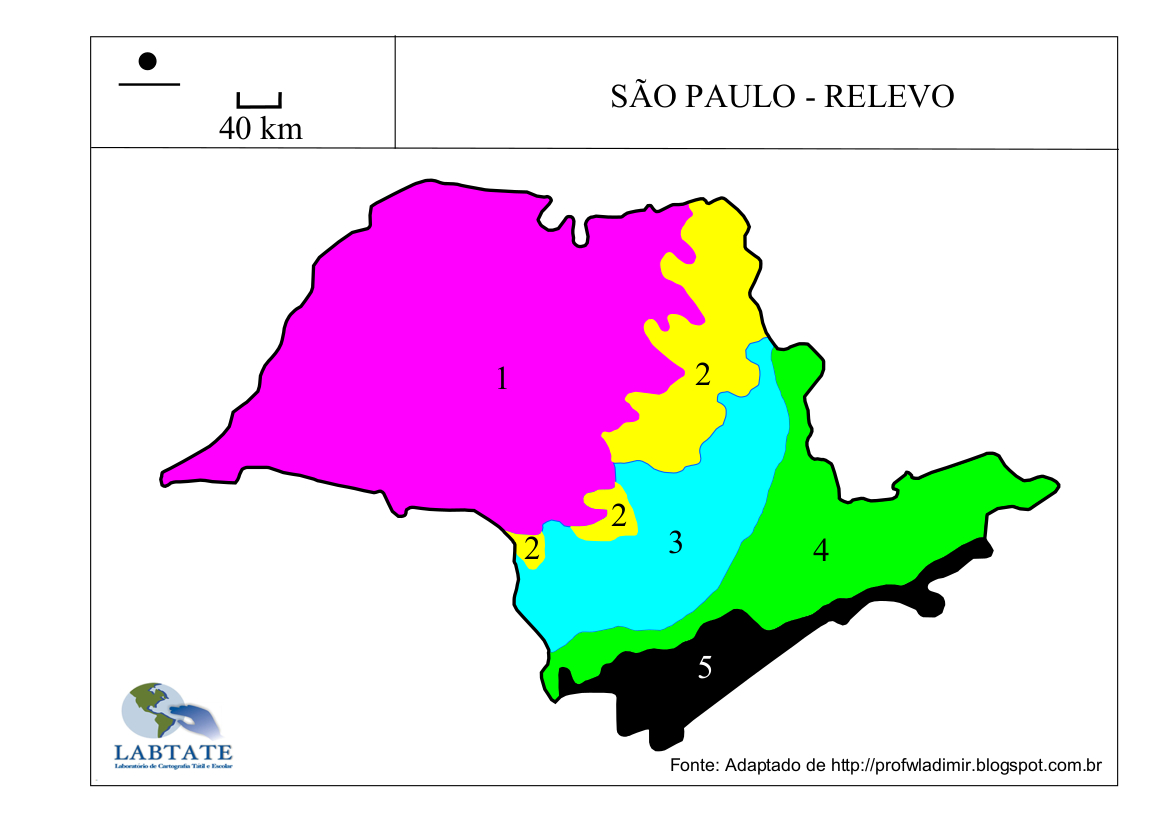 40 km
SÃO PAULO - RELEVO
1
2
2
2
3
4
5
LABTATE
Laboratório de Cartografia Tátil e Escolar
Fonte: Adaptado de http://profwladimir.blogspot.com.br